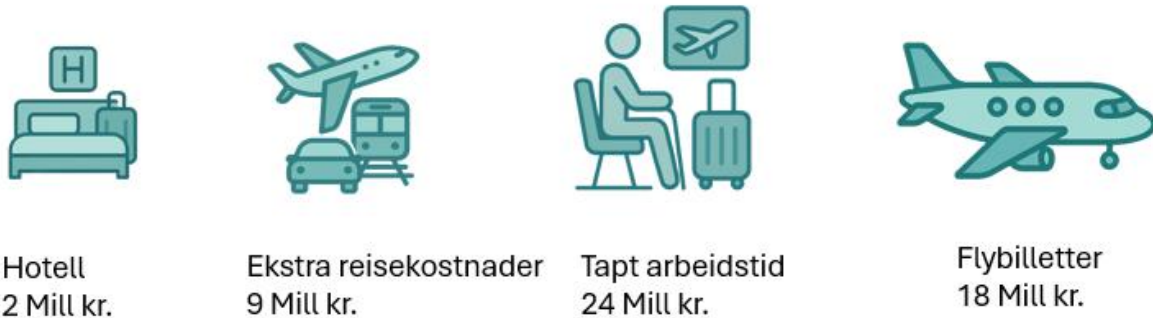 H
Hotell
2 Mill kr.
Ekstra reisekostnader
9 Mill kr.
Tapt arbeidstid
24 Mill kr.
Flybilletter
18 Mill kr.